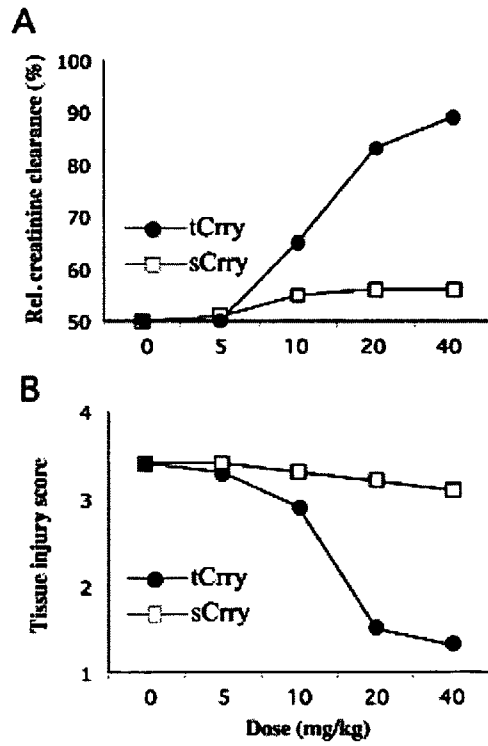 A
Rel. creatinine clearance (%)
100
90
80
70
60
50
tCrry
sCrry
0 5 10 20 40
B
Tissue injury score
4
3
2
1
tCrry
sCrry
0 5 10 20 40
Dose (mg/kg)